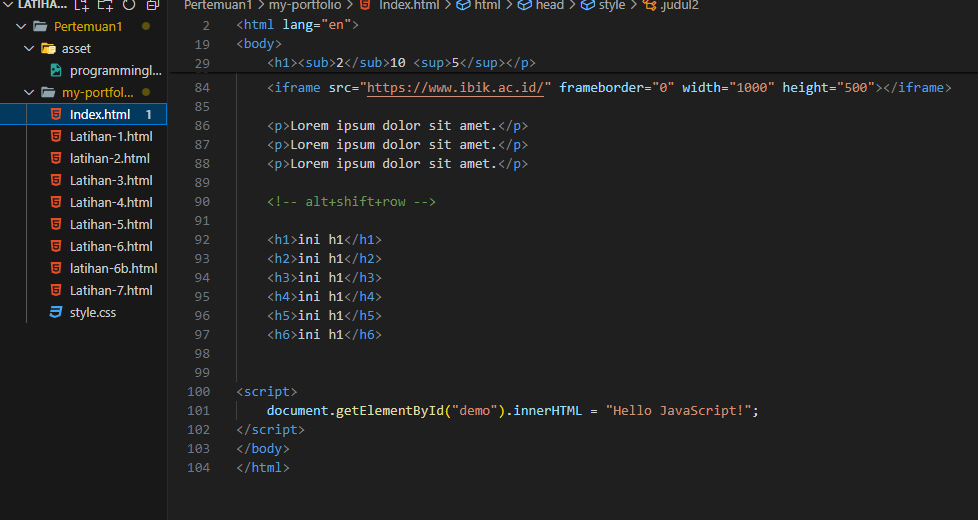 LATIHA...
Pertemuan1 > my-portfolio > Index.html > html > head > style > .judul2
Pertemuan1
asset
programmingl...
my-portfol...
Index.html 1
Latihan-1.html
latihan-2.html
Latihan-3.html
Latihan-4.html
Latihan-5.html
Latihan-6.html
latihan-6b.html
Latihan-7.html
style.css
2 <html lang="en">
19 <body>
29 <h1><sub>2</sub>10 <sup>5</sup></p>
84 <iframe src="https://www.ibik.ac.id/" frameborder="0" width="1000" height="500"></iframe>
85
86 <p>Lorem ipsum dolor sit amet.</p>
87 <p>Lorem ipsum dolor sit amet.</p>
88 <p>Lorem ipsum dolor sit amet.</p>
89
90 <!-- alt+shift+row -->
91
92 <h1>ini h1</h1>
93 <h2>ini h1</h2>
94 <h3>ini h1</h3>
95 <h4>ini h1</h4>
96 <h5>ini h1</h5>
97 <h6>ini h1</h6>
98
99
100 <script>
101 document.getElementById("demo").innerHTML = "Hello JavaScript!";
102 </script>
103 </body>
104 </html>